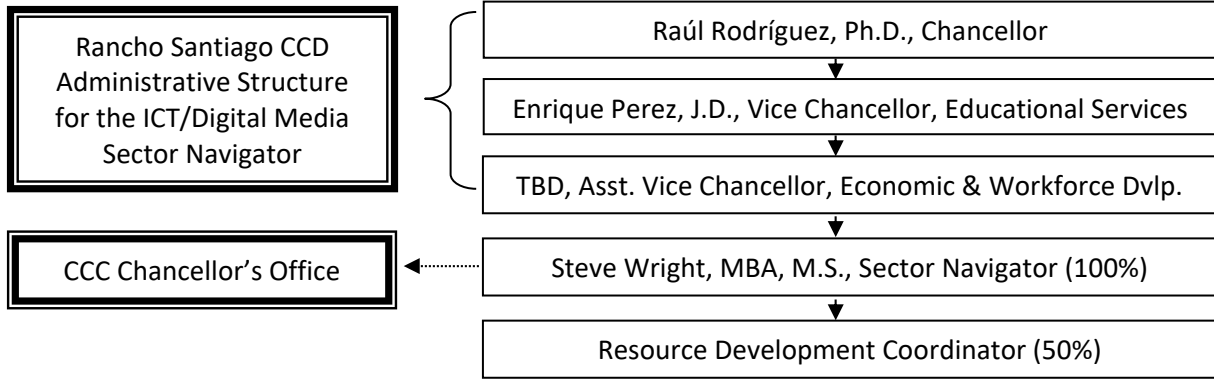 Rancho Santiago CCD
Administrative Structure
for the ICT/Digital Media
Sector Navigator
Raúl Rodríguez, Ph.D., Chancellor
Enrique Perez, J.D., Vice Chancellor, Educational Services
TBD, Asst. Vice Chancellor, Economic & Workforce Dvlp.
CCC Chancellor’s Office
Steve Wright, MBA, M.S., Sector Navigator (100%)
Resource Development Coordinator (50%)